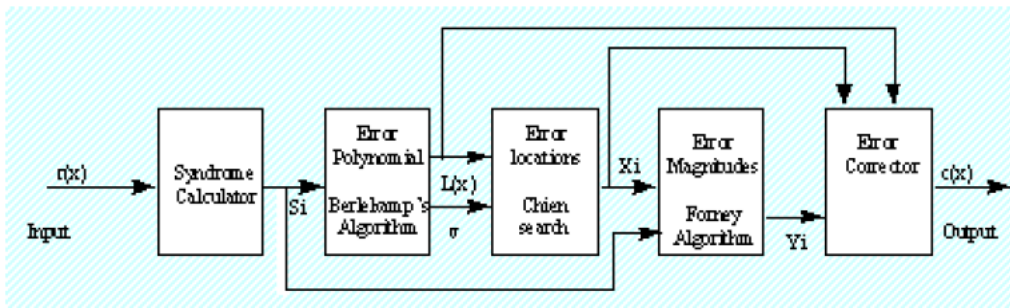 r(x)
Input
Syndrome
Calculator
Si
Error
Polynomial
Berlekamp's
Algorithm
L(x)
σ
Error
locations
Chien
search
Xi
Error
Magnitudes
Forney
Algorithm
Yi
Error
Corrector
c(x)
Output